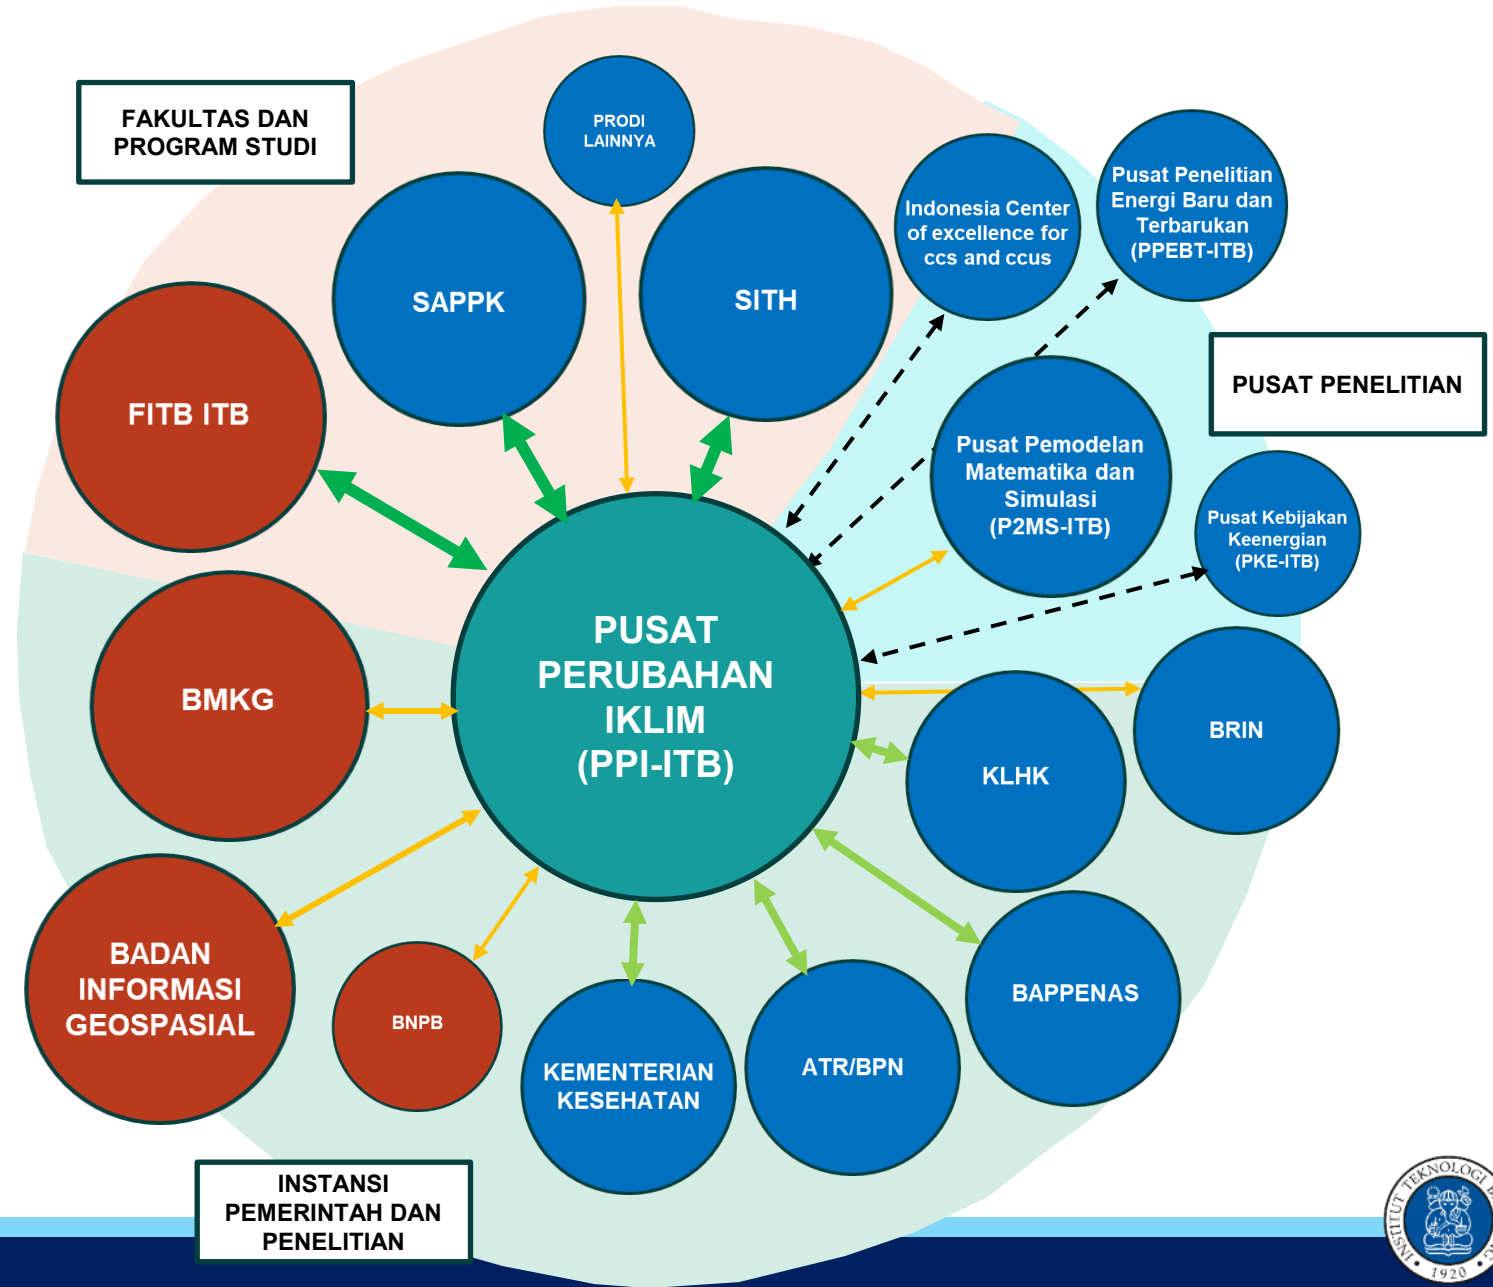 FAKULTAS DAN
PROGRAM STUDI
PRODI
LAINNYA
SAPPK
SITH
FITB ITB
Indonesia Center
of excellence for
ccs and ccus
Pusat Penelitian
Energi Baru dan
Terbarukan
(PPEBT-ITB)
PUSAT PENELITIAN
Pusat Pemodelan
Matematika dan
Simulasi
(P2MS-ITB)
Pusat Kebijakan
Keenergian
(PKE-ITB)
PUSAT
PERUBAHAN
IKLIM
(PPI-ITB)
BMKG
KLHK
BRIN
BADAN
INFORMASI
GEOSPASIAL
BNPB
KEMENTERIAN
KESEHATAN
ATR/BPN
BAPPENAS
INSTANSI
PEMERINTAH DAN
PENELITIAN
INSTITUT TEKNOLOGI
1920